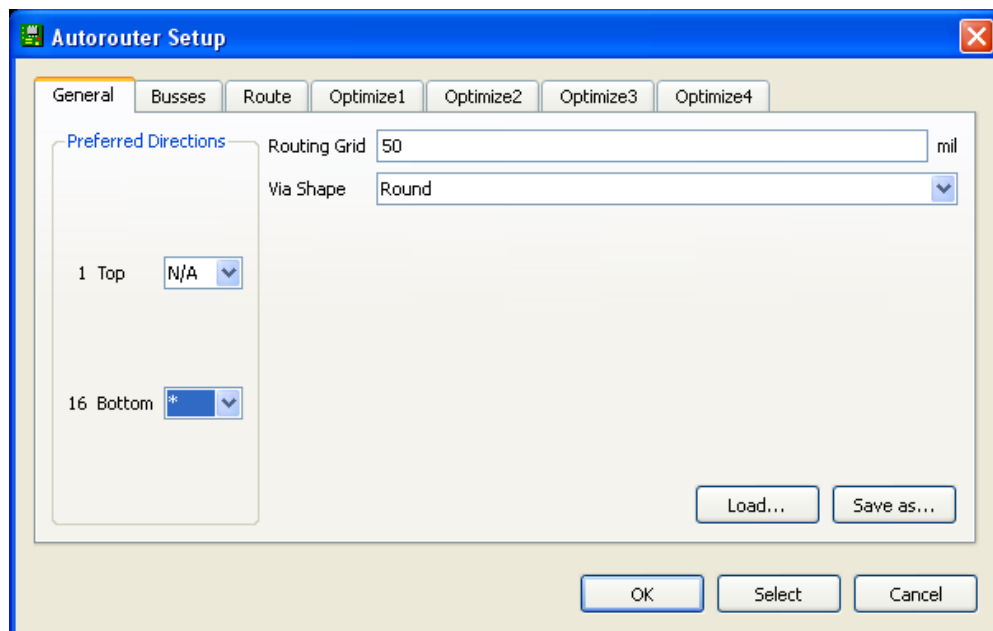 Autorouter Setup
General Busses Route Optimize1 Optimize2 Optimize3 Optimize4
Preferred Directions
Routing Grid 50 mil
Via Shape Round
1 Top N/A
16 Bottom *
Load... Save as...
OK Select Cancel